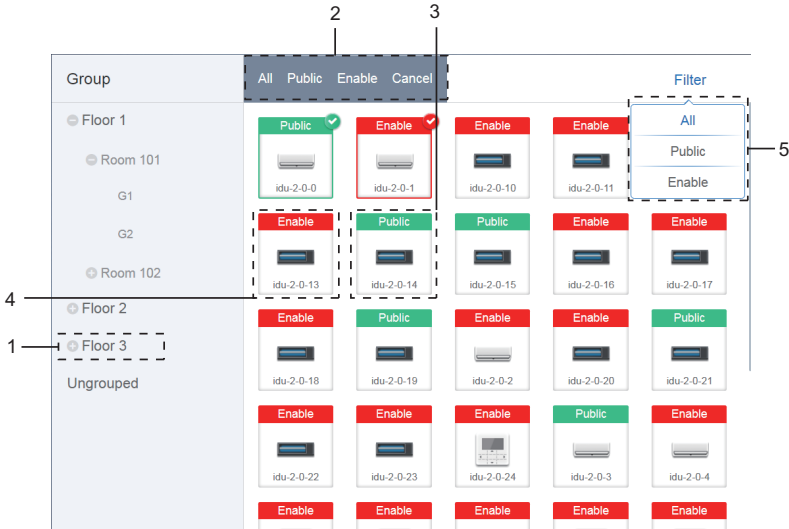 2
3
Group
All Public Enable Cancel
Filter
Floor 1
Room 101
G1
G2
Room 102
Floor 2
Floor 3
Ungrouped
All
Public
Enable
5
4
1
Public Enable Enable Enable
idu-2-0-0 idu-2-0-1 idu-2-0-10 idu-2-0-11
Enable Public Public Enable Enable
idu-2-0-13 idu-2-0-14 idu-2-0-15 idu-2-0-16 idu-2-0-17
Enable Public Enable Enable Public
idu-2-0-18 idu-2-0-19 idu-2-0-2 idu-2-0-20 idu-2-0-21
Enable Enable Enable Public Enable
idu-2-0-22 idu-2-0-23 idu-2-0-24 idu-2-0-3 idu-2-0-4
Enable Enable Enable Enable Enable